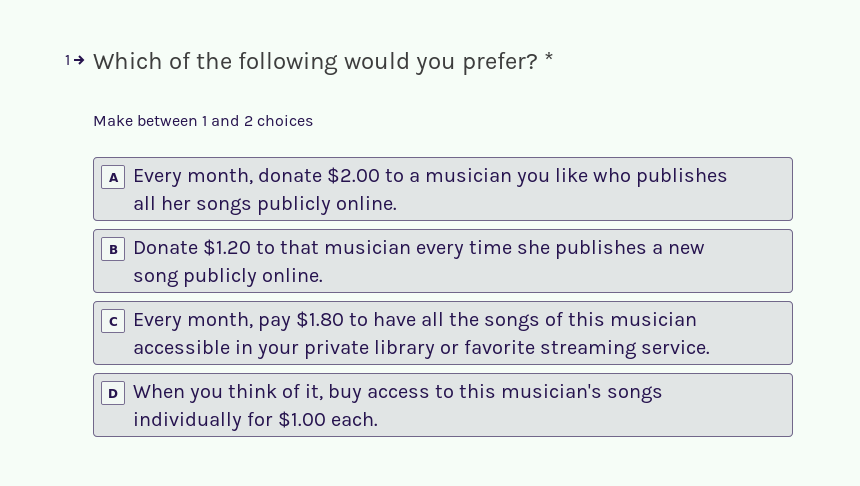 1→ Which of the following would you prefer? *
Make between 1 and 2 choices
A Every month, donate $2.00 to a musician you like who publishes
all her songs publicly online.
B Donate $1.20 to that musician every time she publishes a new
song publicly online.
C Every month, pay $1.80 to have all the songs of this musician
accessible in your private library or favorite streaming service.
D When you think of it, buy access to this musician's songs
individually for $1.00 each.